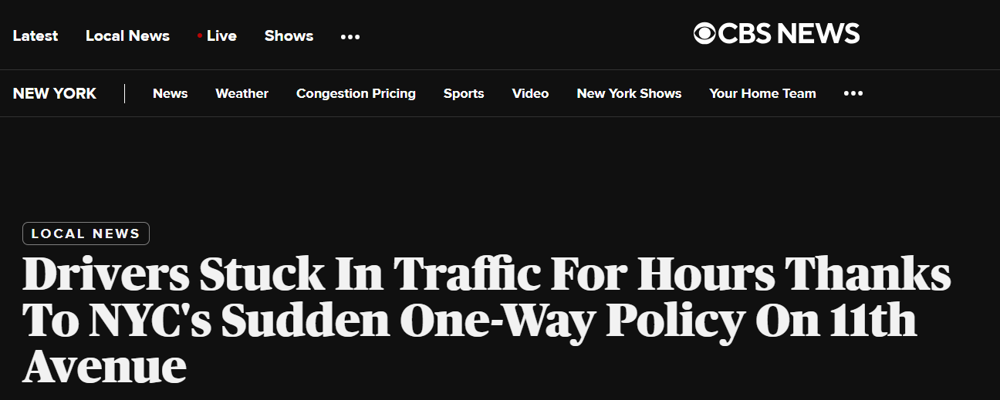 Latest Local News Live Shows
CBS NEWS
NEW YORK News Weather Congestion Pricing Sports Video New York Shows Your Home Team
LOCAL NEWS
Drivers Stuck In Traffic For Hours Thanks
To NYC's Sudden One-Way Policy On 11th
Avenue